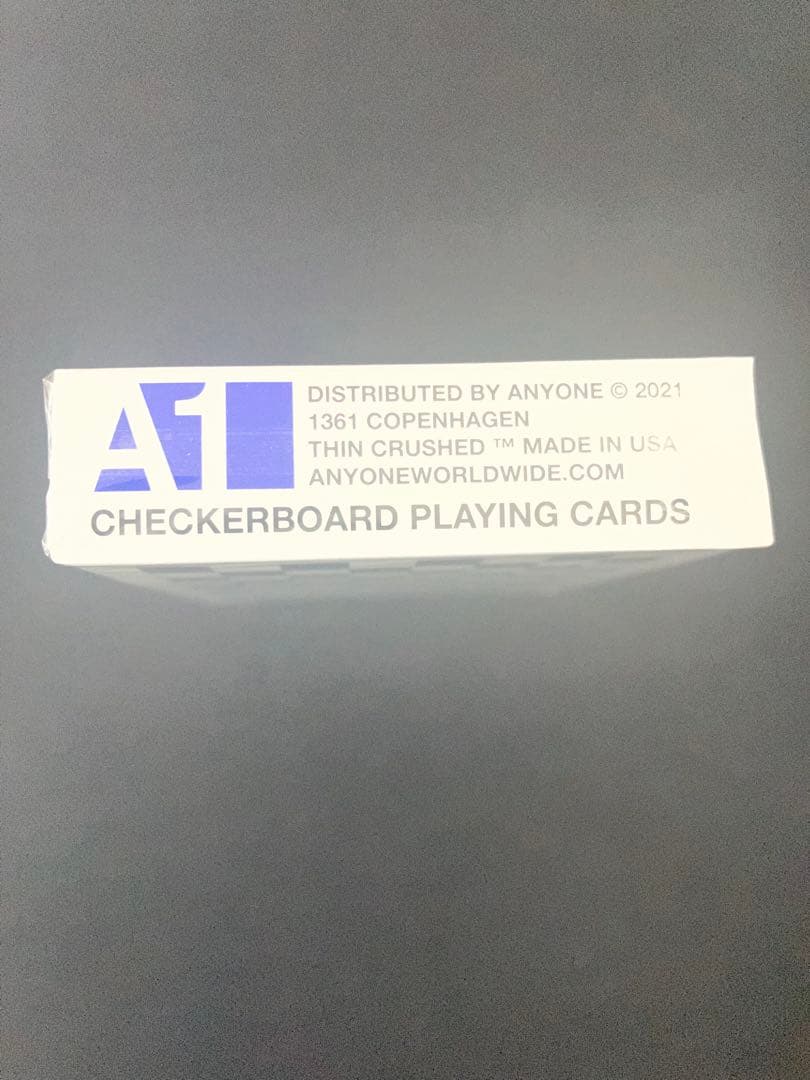 A1
DISTRIBUTED BY ANYONE © 2021
1361 COPENHAGEN
THIN CRUSHED ™ MADE IN USA
ANYONEWORLDWIDE.COM
CHECKERBOARD PLAYING CARDS